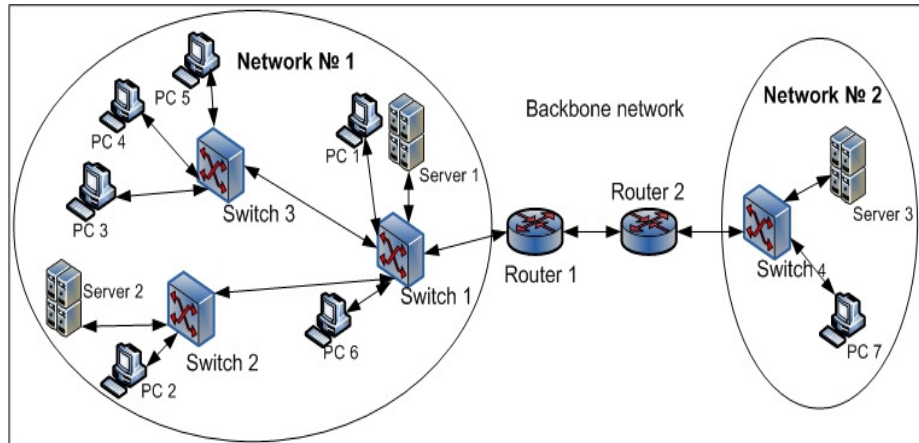 PC 5
Network № 1
PC 4
PC 1
Server 1
PC 3
Switch 3
Server 2
Switch 2
PC 2
PC 6
Switch 1
Backbone network
Router 1
Router 2
Network № 2
Server 3
Switch 4
PC 7